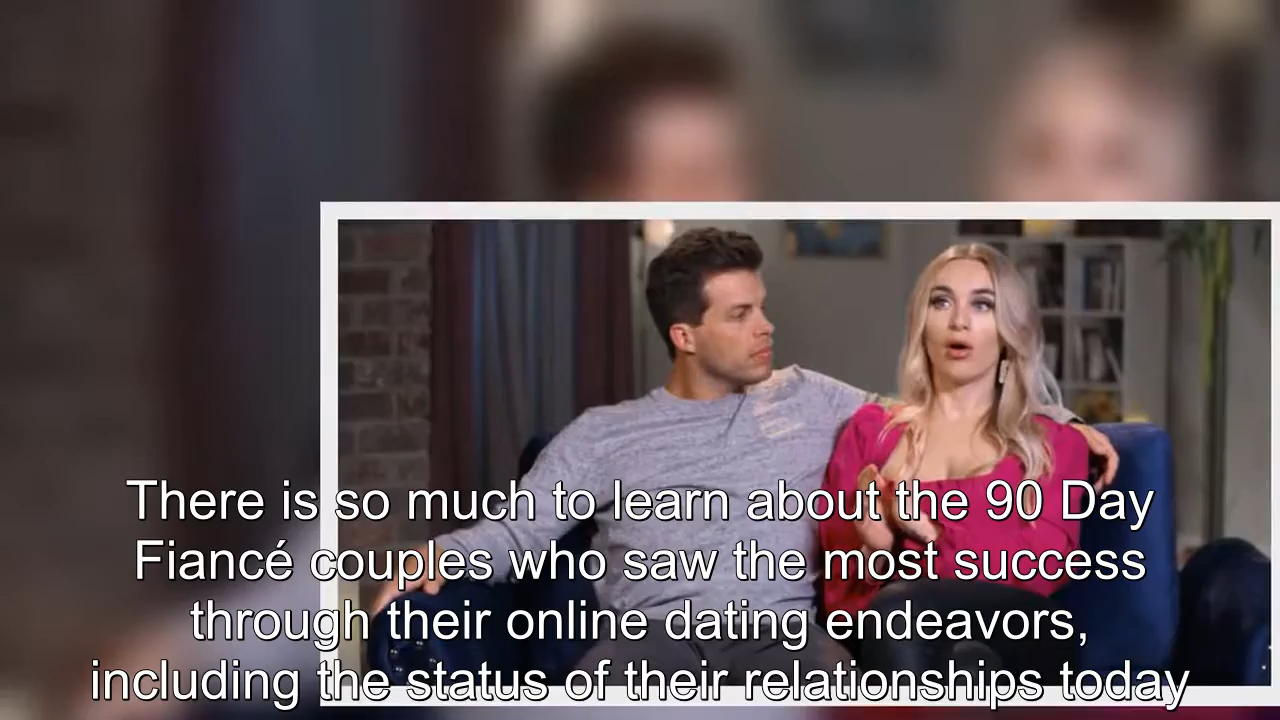 There is so much to learn about the 90 Day
Fiancé couples who saw the most success
through their online dating endeavors,
including the status of their relationships today